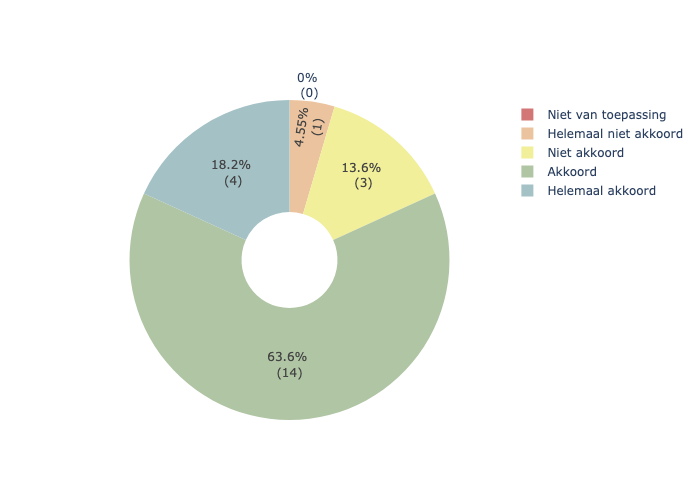 0%
(0)
4.55%
(1)
13.6%
(3)
18.2%
(4)
63.6%
(14)
Niet van toepassing
Helemaal niet akkoord
Niet akkoord
Akkoord
Helemaal akkoord